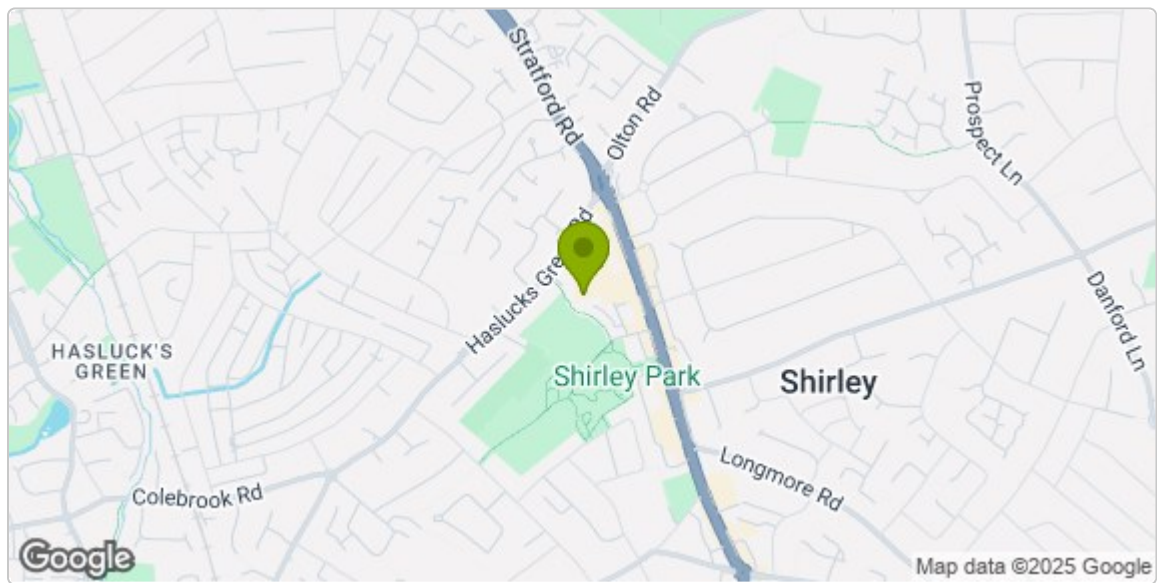 Stratford Rd
Olton Rd
Prospect Ln
Haslucks Gre
Rd
Danford Ln
HASLUCK'S
GREEN
Shirley Park
Shirley
Longmore Rd
Colebrook Rd
Google
Map data ©2025 Google